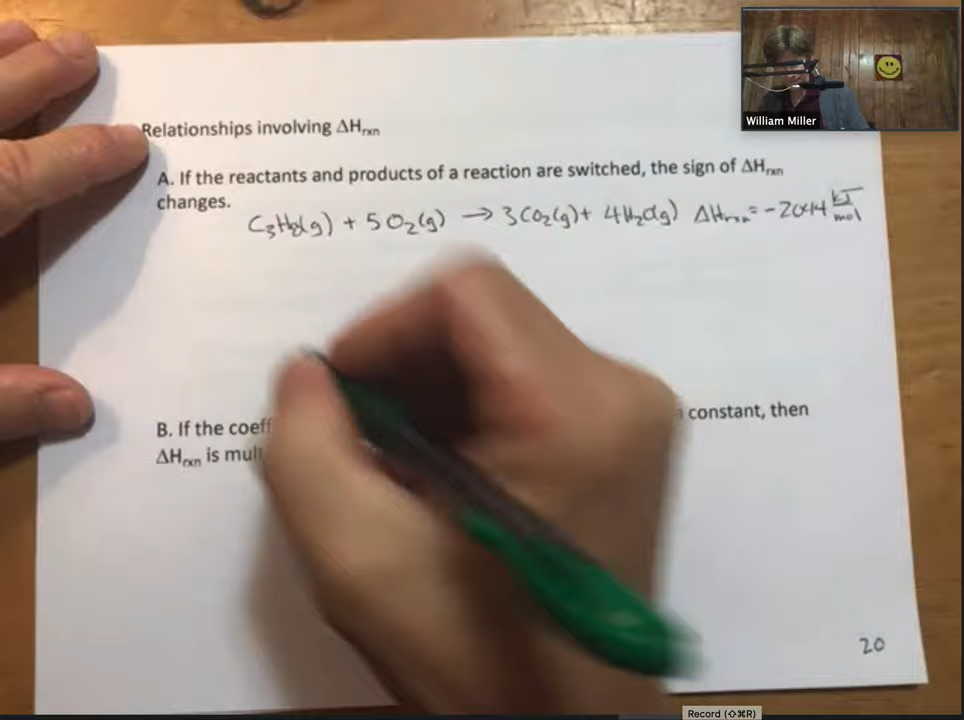 William Miller
Relationships involving ΔHrxn
A. If the reactants and products of a reaction are switched, the sign of ΔHrxn
changes.
C3H8(g) + 5O2(g) → 3CO2(g) + 4H2O(g) ΔHrxn = -2044 kJ/mol
B. If the coeff constant, then
ΔHrxn is mul
20
Record (⇧⌘R)